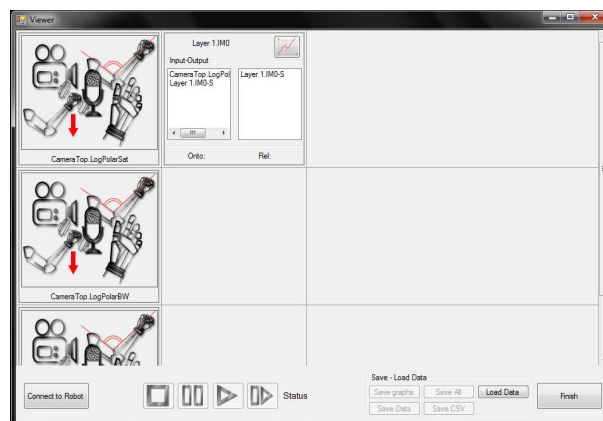 Viewer
Layer 1.IM0
Input-Output
CameraTop.LogPol
Layer 1.IM0-S
Layer 1.IM0-S
Onto:
Rel:
CameraTop.LogPolarSat
CameraTop.LogPolarBW
Connect to Robot
Status
Save - Load Data
Save graphs
Save All
Load Data
Save Data
Save CSV
Finish